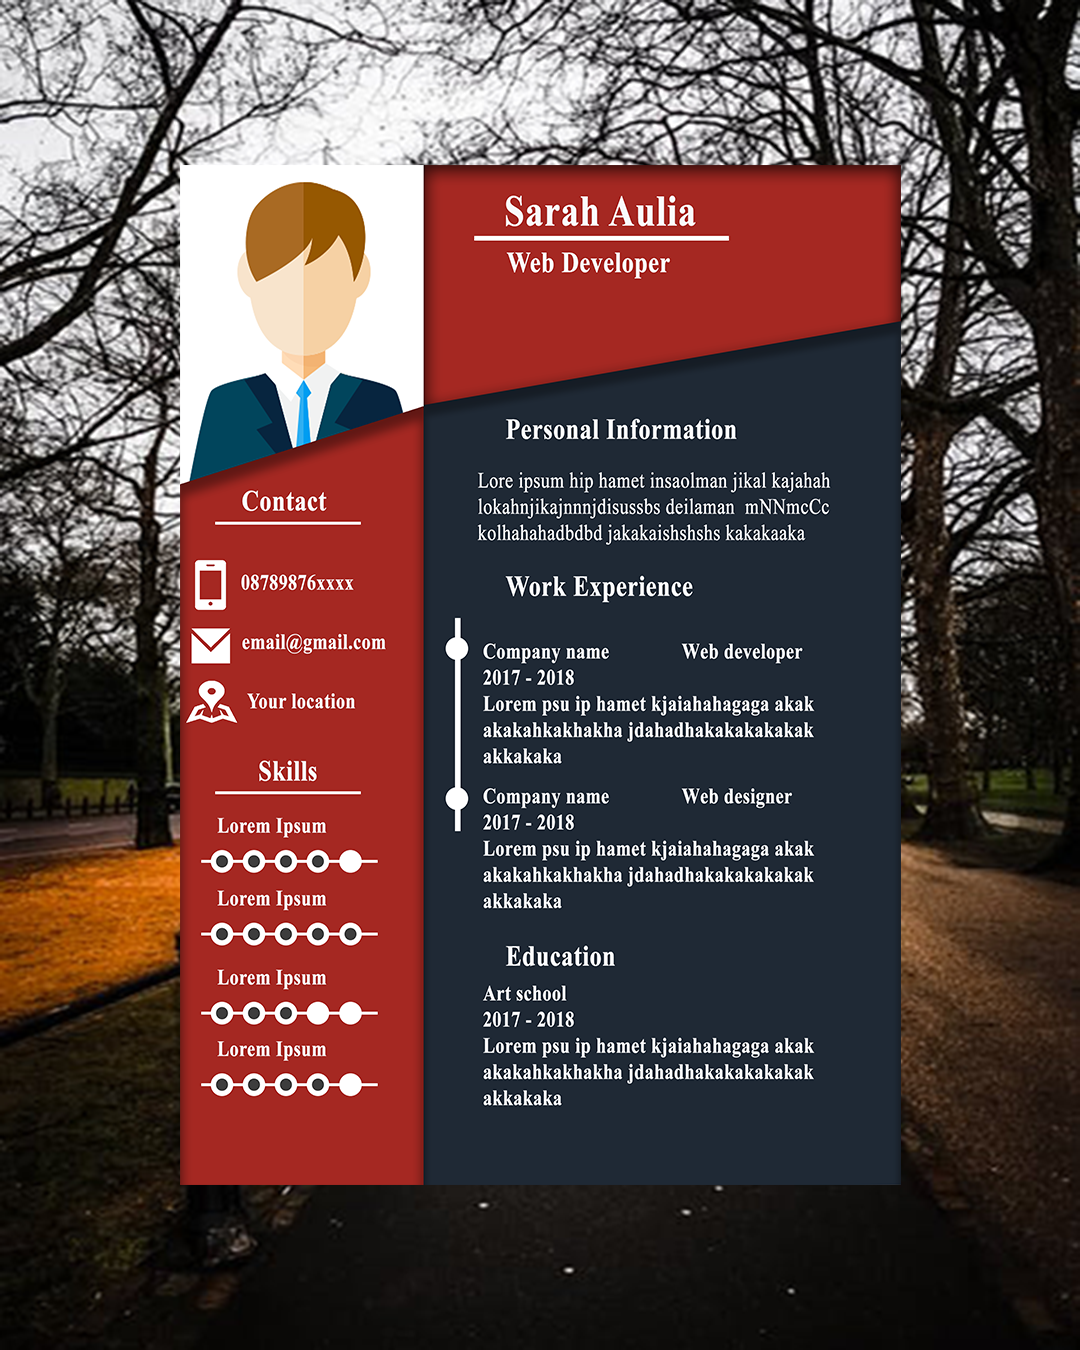 Sarah Aulia
Web Developer
Contact
08789876xxxx
email@gmail.com
Your location
Skills
Lorem Ipsum
Lorem Ipsum
Lorem Ipsum
Lorem Ipsum
Personal Information
Lore ipsum hip hamet insaolman jikal kajahah
lokahnjikajnnnjdisussbs deilaman mNNmcCc
kolhahahadbdbd jakakaishshshs kakakaaka
Work Experience
Company name Web developer
2017 - 2018
Lorem psu ip hamet kjaiahahagaga akak
akakahkakhakha jdahadhakakakakakak
akkakaka
Company name Web designer
2017 - 2018
Lorem psu ip hamet kjaiahahagaga akak
akakahkakhakha jdahadhakakakakakak
akkakaka
Education
Art school
2017 - 2018
Lorem psu ip hamet kjaiahahagaga akak
akakahkakhakha jdahadhakakakakakak
akkakaka